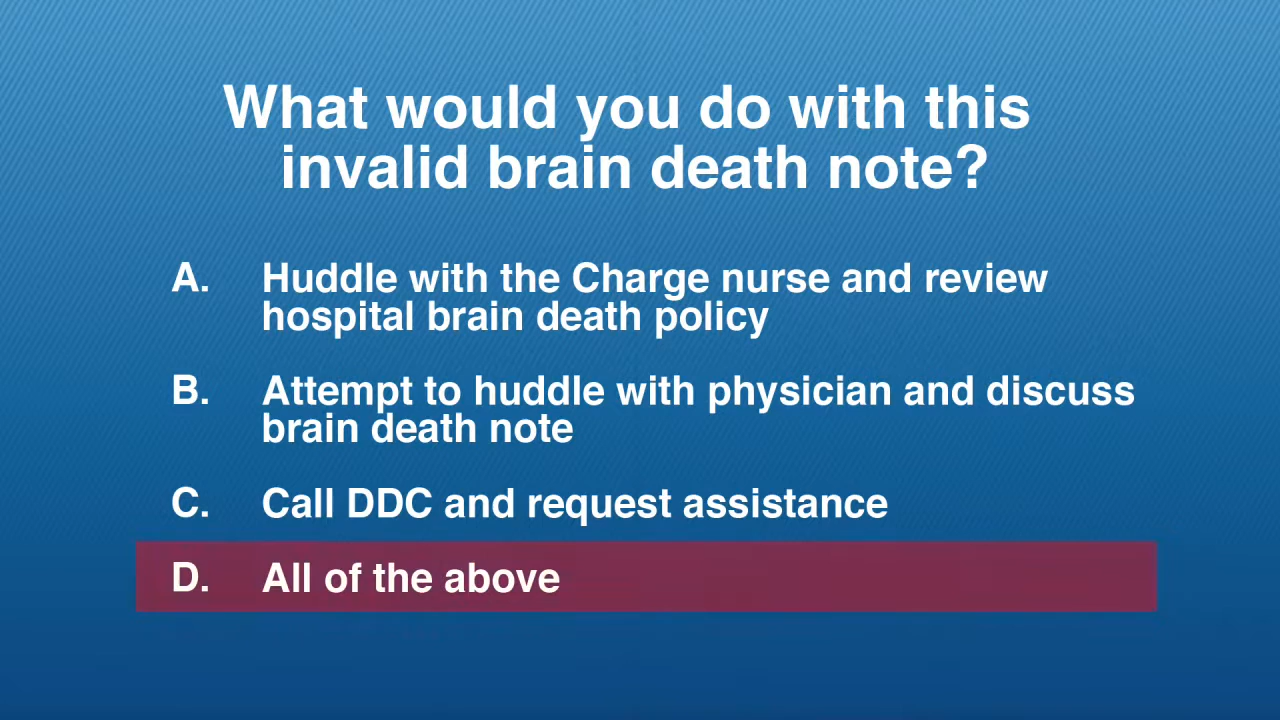 What would you do with this
invalid brain death note?
A. Huddle with the Charge nurse and review
hospital brain death policy
B. Attempt to huddle with physician and discuss
brain death note
C. Call DDC and request assistance
D. All of the above